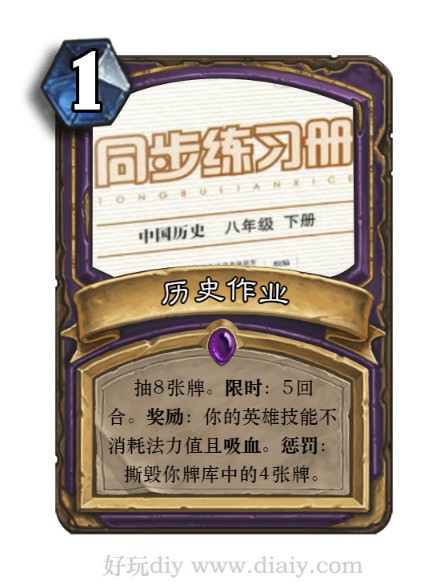 1
同步练习册
TONGBULIANXICE
中国历史 八年级 下册
历史作业
抽8张牌。限时：5回
合。奖励：你的英雄技能不
消耗法力值且吸血。惩罚：
撕毁你牌库中的4张牌。
好玩diy www.diaiy.com